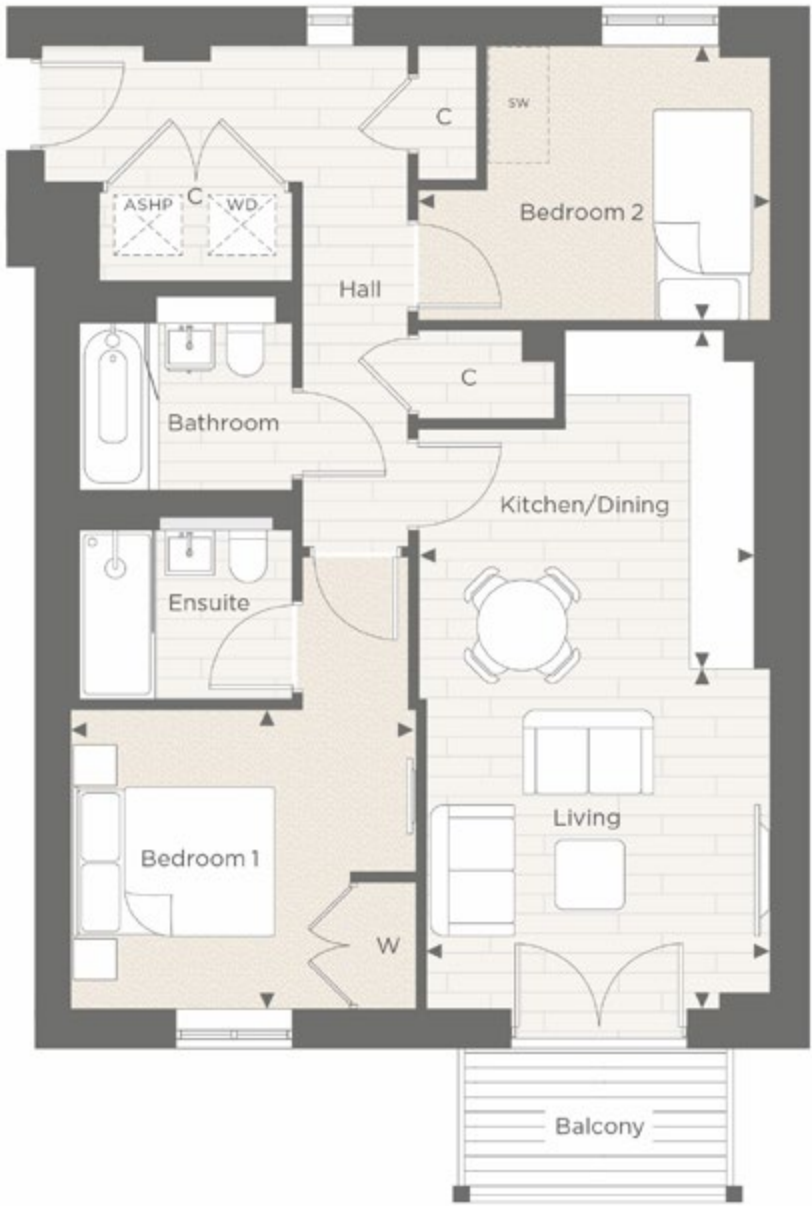 SW
C
C
ASHP
WD
Bedroom 2
Hall
C
Bathroom
Kitchen/Dining
Ensuite
Living
Bedroom 1
W
Balcony